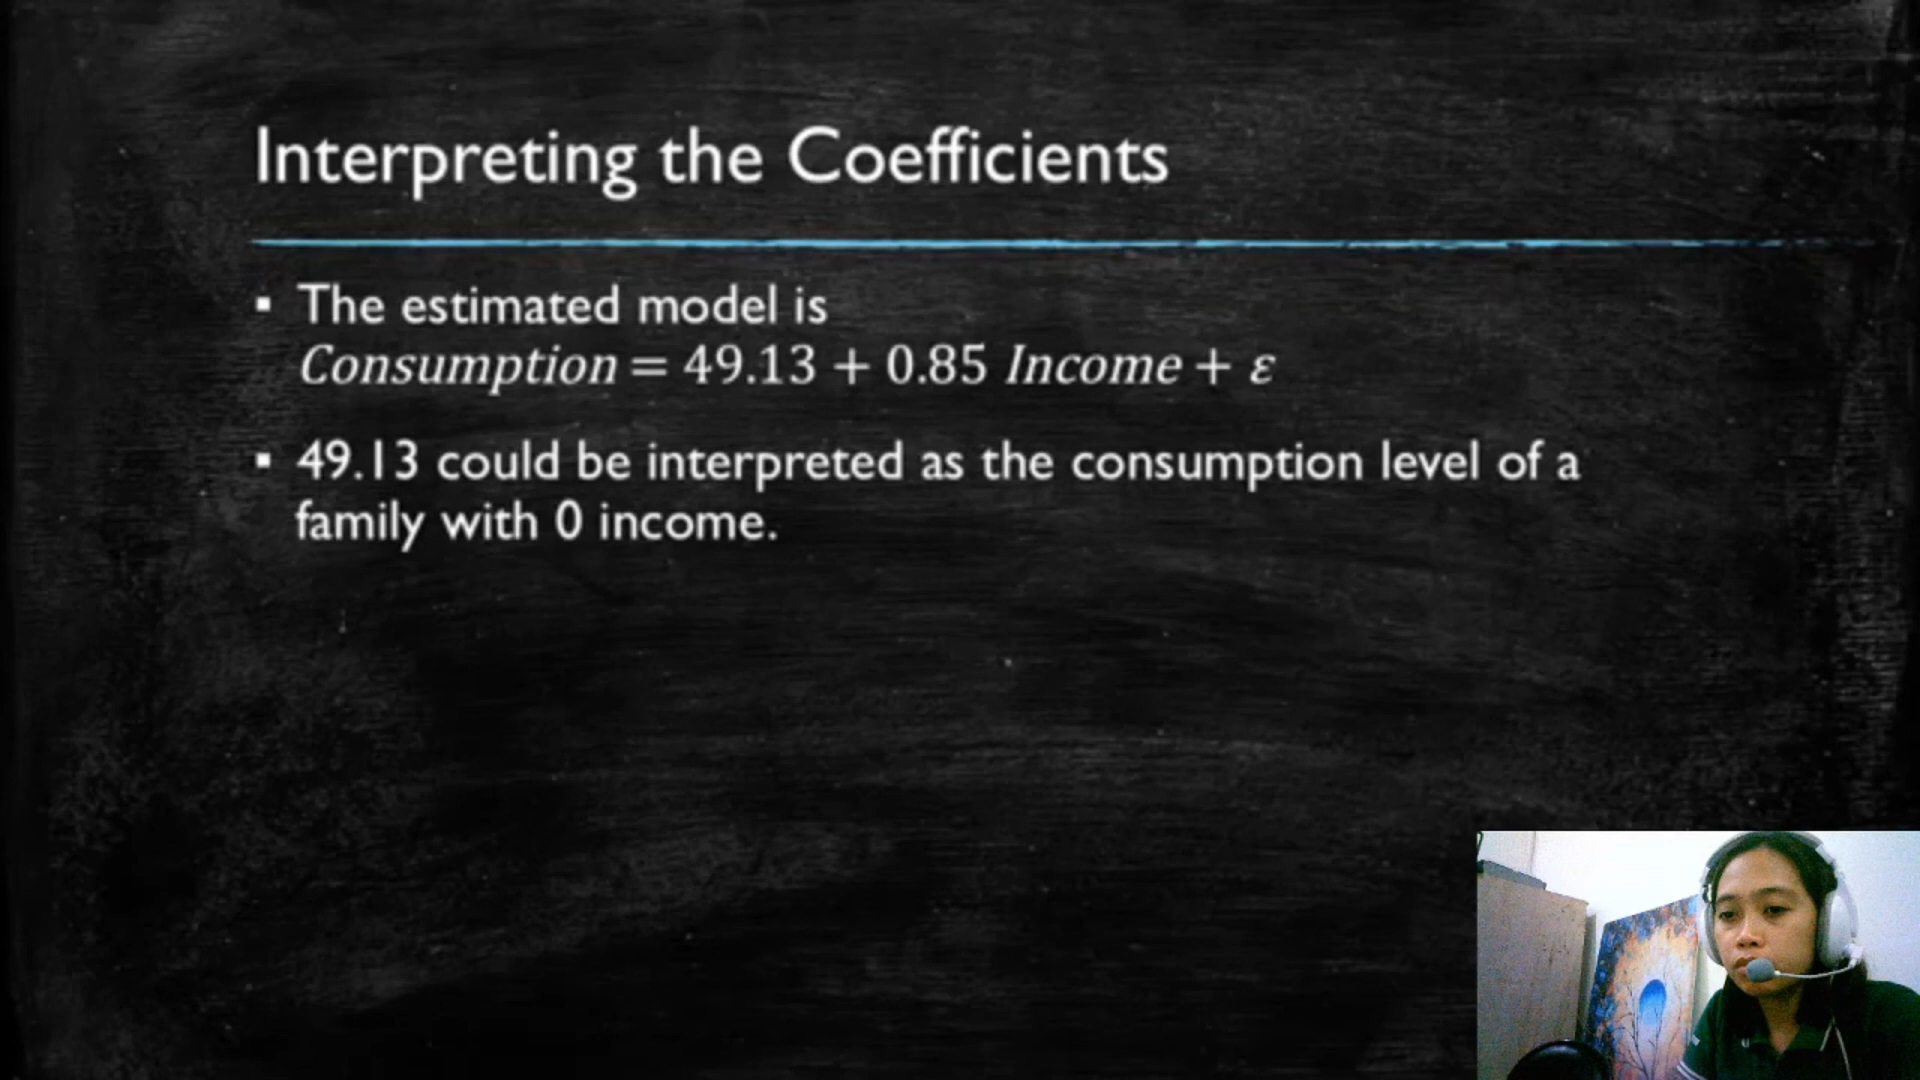 Interpreting the Coefficients
▪ The estimated model is
Consumption = 49.13 + 0.85 Income + ε
▪ 49.13 could be interpreted as the consumption level of a
family with 0 income.